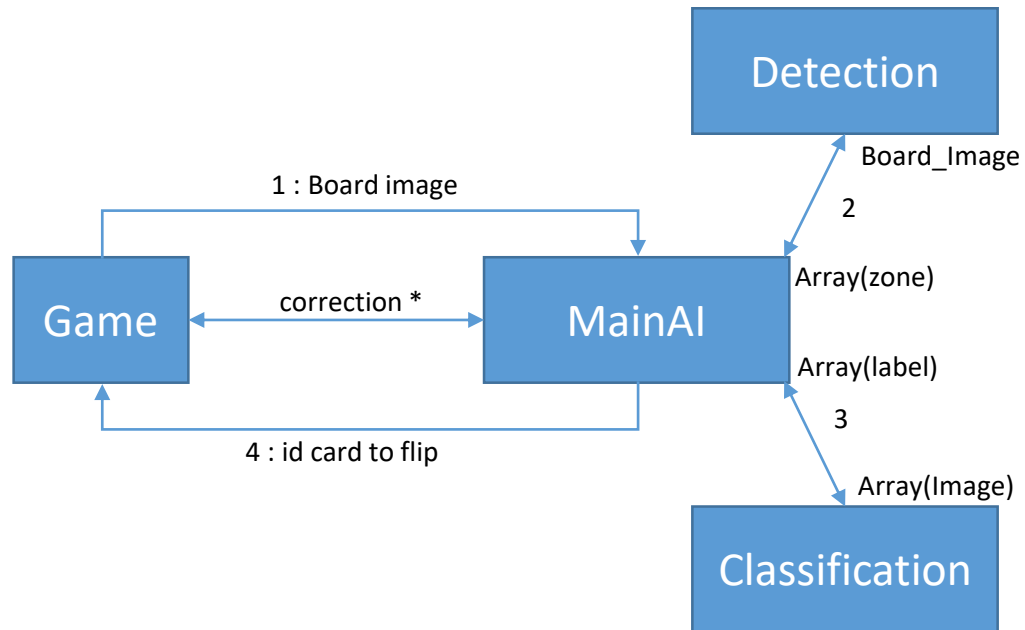 Detection
Board_Image
1 : Board image
2
Array(zone)
Game
correction *
MainAI
Array(label)
3
4 : id card to flip
Array(Image)
Classification